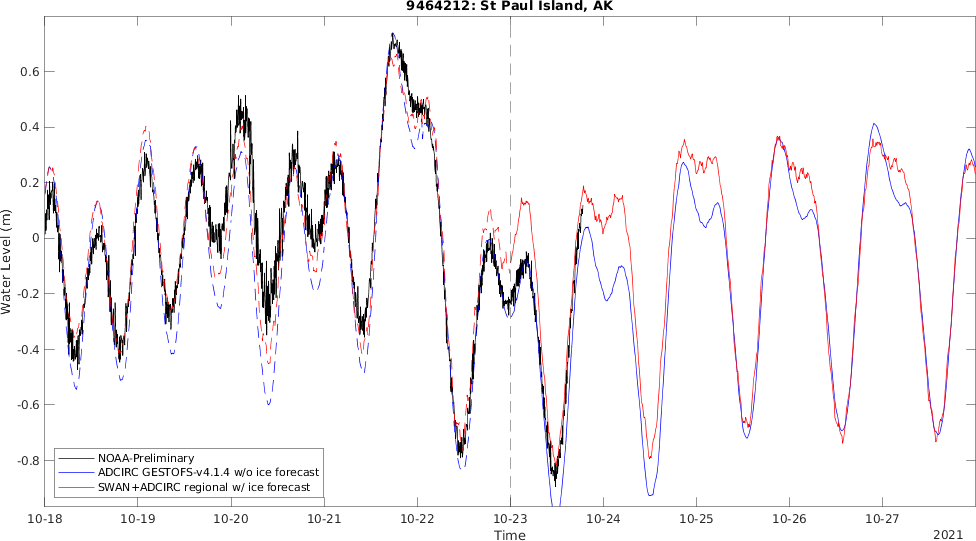 9464212: St Paul Island, AK
Water Level (m)
0.6
0.4
0.2
0
-0.2
-0.4
-0.6
-0.8
NOAA-Preliminary
ADCIRC GESTOFS-v4.1.4 w/o ice forecast
SWAN+ADCIRC regional w/ ice forecast
10-18 10-19 10-20 10-21 10-22 10-23 10-24 10-25 10-26 10-27
Time
2021